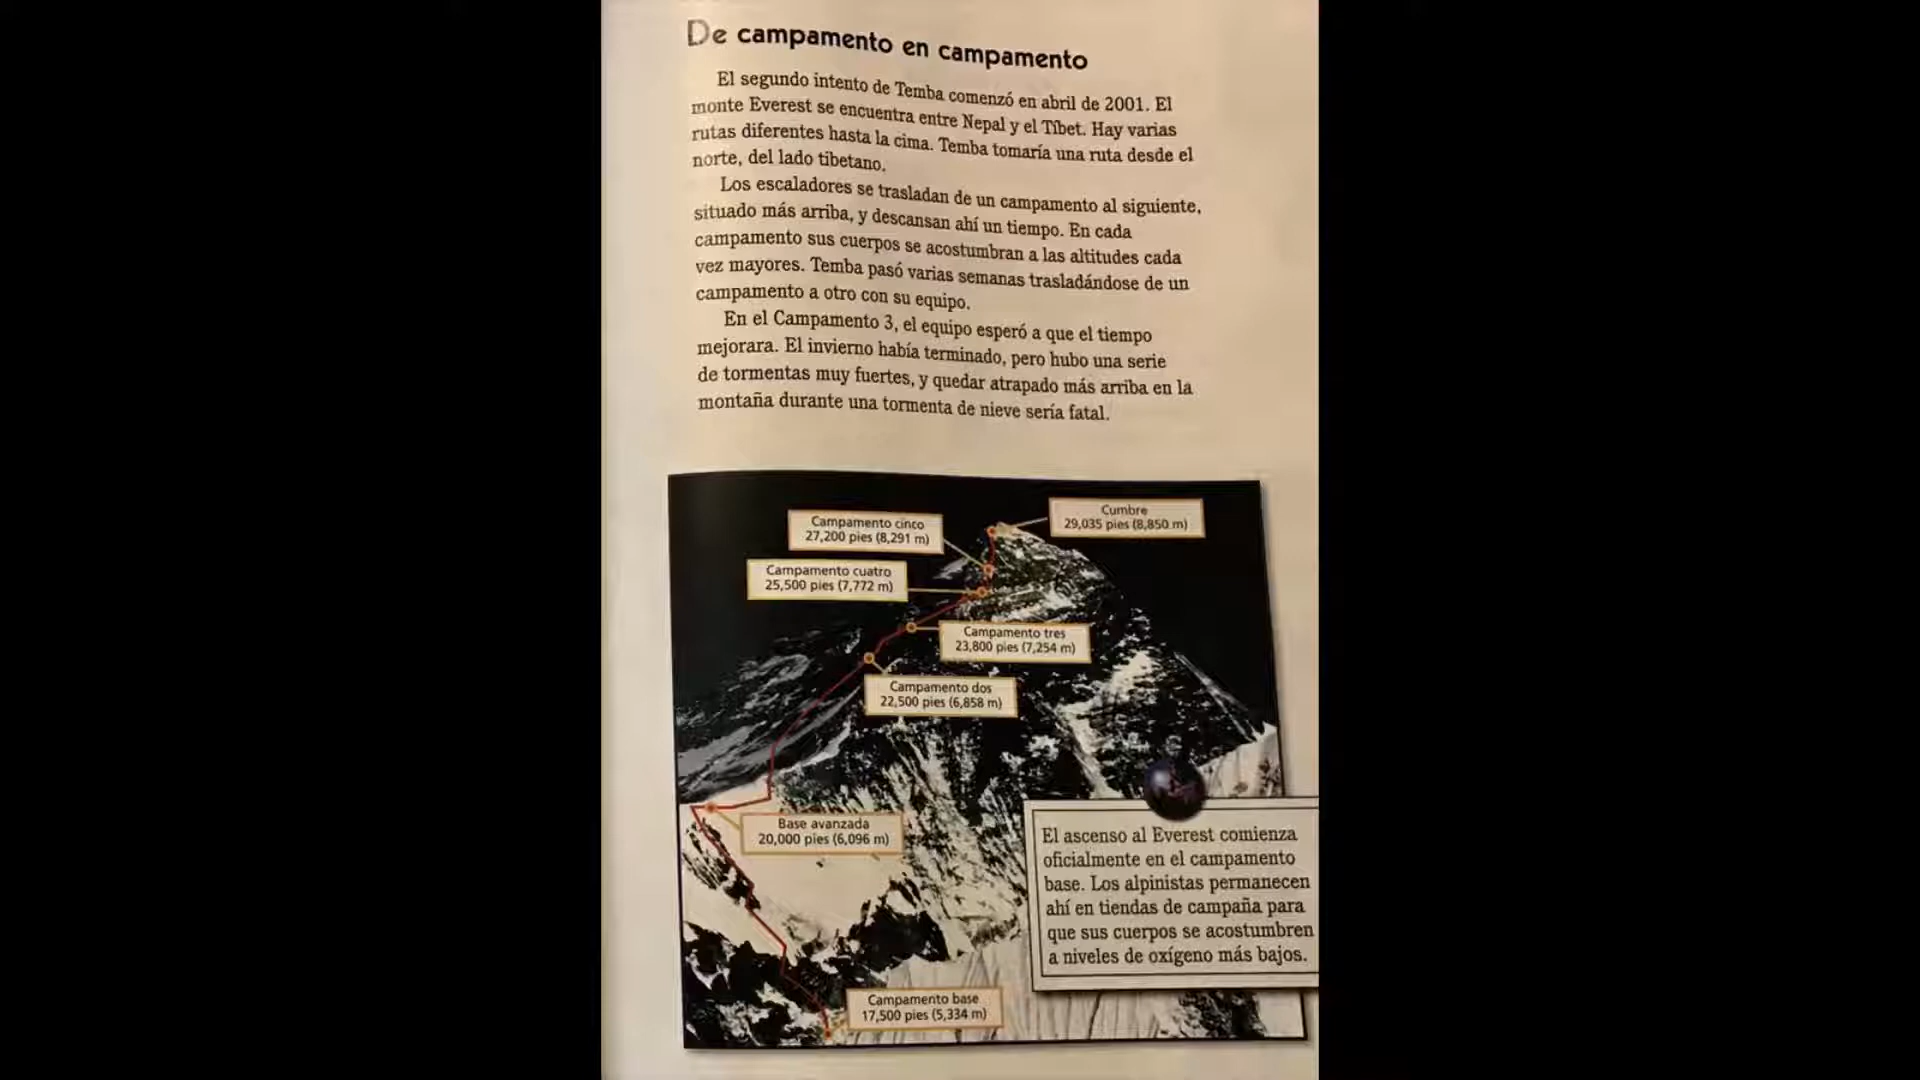 De campamento en campamento
El segundo intento de Temba comenzó en abril de 2001. El
monte Everest se encuentra entre Nepal y el Tíbet. Hay varias
rutas diferentes hasta la cima. Temba tomaría una ruta desde el
norte, del lado tibetano.
Los escaladores se trasladan de un campamento al siguiente,
situado más arriba, y descansan ahí un tiempo. En cada
campamento sus cuerpos se acostumbran a las altitudes cada
vez mayores. Temba pasó varias semanas trasladándose de un
campamento a otro con su equipo.
En el Campamento 3, el equipo esperó a que el tiempo
mejorara. El invierno había terminado, pero hubo una serie
de tormentas muy fuertes, y quedar atrapado más arriba en la
montaña durante una tormenta de nieve sería fatal.
Cumbre
29,035 pies (8,850 m)
Campamento cinco
27,200 pies (8,291 m)
Campamento cuatro
25,500 pies (7,772 m)
Campamento tres
23,800 pies (7,254 m)
Campamento dos
22,500 pies (6,858 m)
Base avanzada
20,000 pies (6,096 m)
Campamento base
17,500 pies (5,334 m)
El ascenso al Everest comienza
oficialmente en el campamento
base. Los alpinistas permanecen
ahí en tiendas de campaña para
que sus cuerpos se acostumbren
a niveles de oxígeno más bajos.